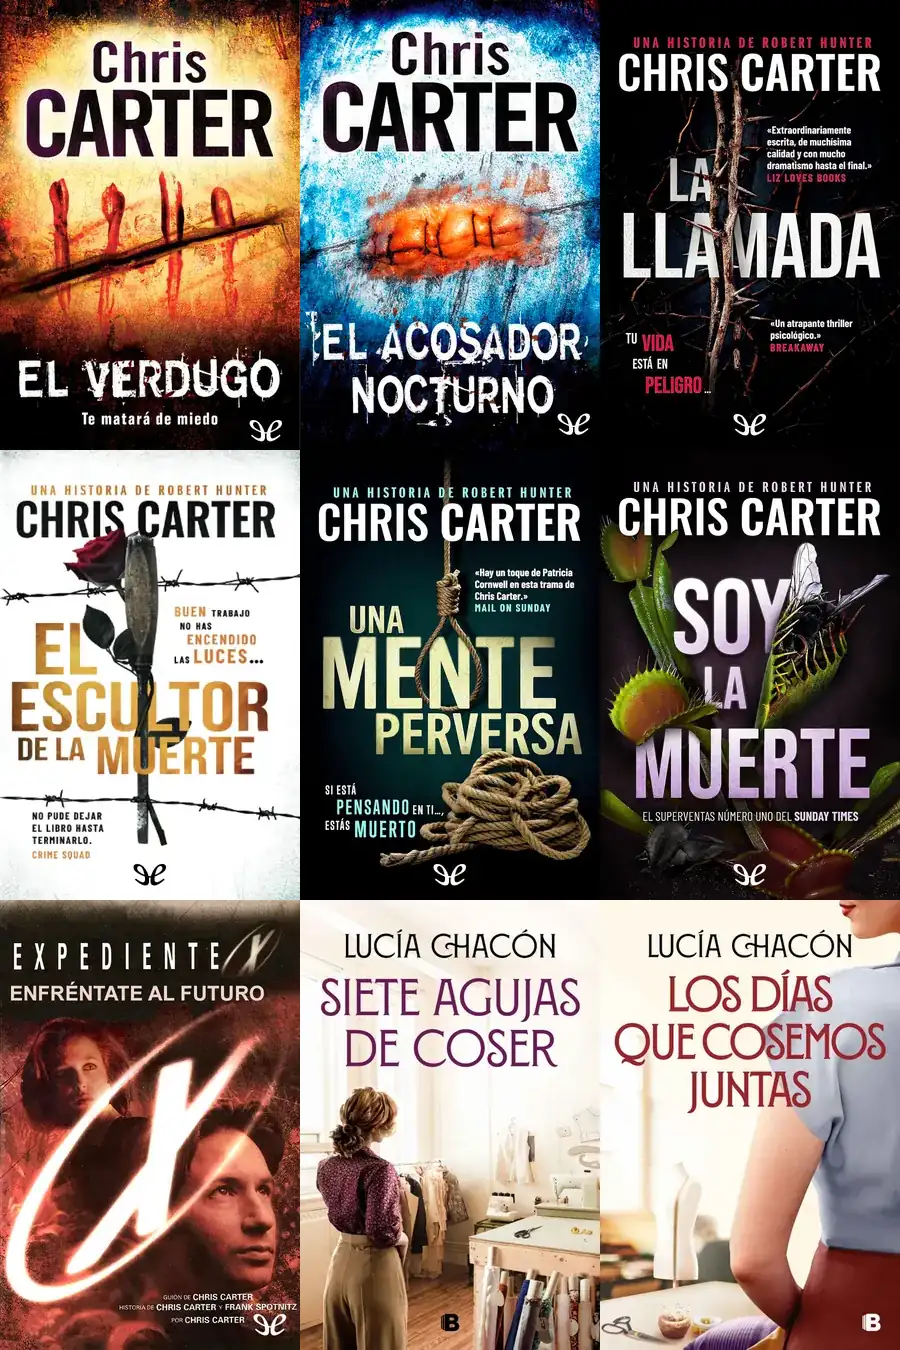 Chris
CARTER
EL VERDUGO
Te matará de miedo
Chris
CARTER
EL ACOSADOR
NOCTURNO
UNA HISTORIA DE ROBERT HUNTER
CHRIS CARTER
«Extraordinariamente
escrita, de muchísima
calidad y con mucho
dramatismo hasta el final.»
LIZ LOVES BOOKS
LA
LLAMADA
TU VIDA
ESTÁ EN
PELIGRO...
«Un atrapante thriller
psicológico.»
BREAKAWAY
UNA HISTORIA DE ROBERT HUNTER
CHRIS CARTER
BUEN TRABAJO
NO HAS
ENCENDIDO
LAS LUCES...
EL
ESCULTOR
DE LA MUERTE
NO PUDE DEJAR
EL LIBRO HASTA
TERMINARLO.
CRIME SQUAD
UNA HISTORIA DE ROBERT HUNTER
CHRIS CARTER
«Hay un toque de Patricia
Cornwell en esta trama de
Chris Carter.»
MAIL ON SUNDAY
UNA
MENTE
PERVERSA
SI ESTÁ
PENSANDO EN TI...,
ESTÁS MUERTO
UNA HISTORIA DE ROBERT HUNTER
CHRIS CARTER
SOY
LA
MUERTE
EL SUPERVENTAS NÚMERO UNO DEL SUNDAY TIMES
EXPEDIENTE X
ENFRÉNTATE AL FUTURO
X
GUIÓN DE CHRIS CARTER
HISTORIA DE CHRIS CARTER Y FRANK SPOTNITZ
POR CHRIS CARTER
LUCÍA CHACÓN
SIETE AGUJAS
DE COSER
B
LUCÍA CHACÓN
LOS DÍAS
QUE COSEMOS
JUNTAS
B